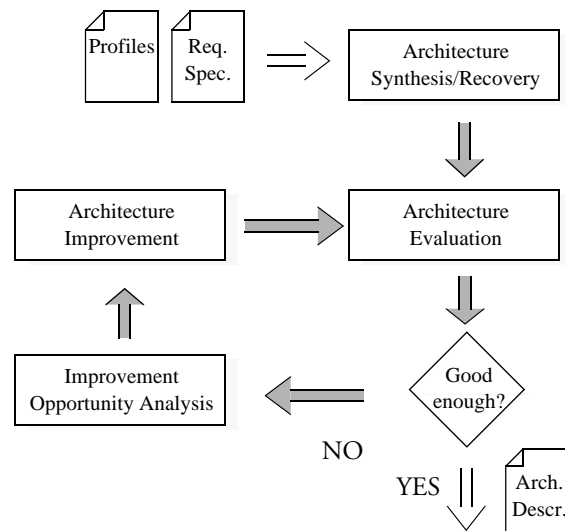 Profiles
Req.
Spec.
Architecture
Synthesis/Recovery
Architecture
Improvement
Architecture
Evaluation
Improvement
Opportunity Analysis
Good
enough?
NO
YES
Arch.
Descr.